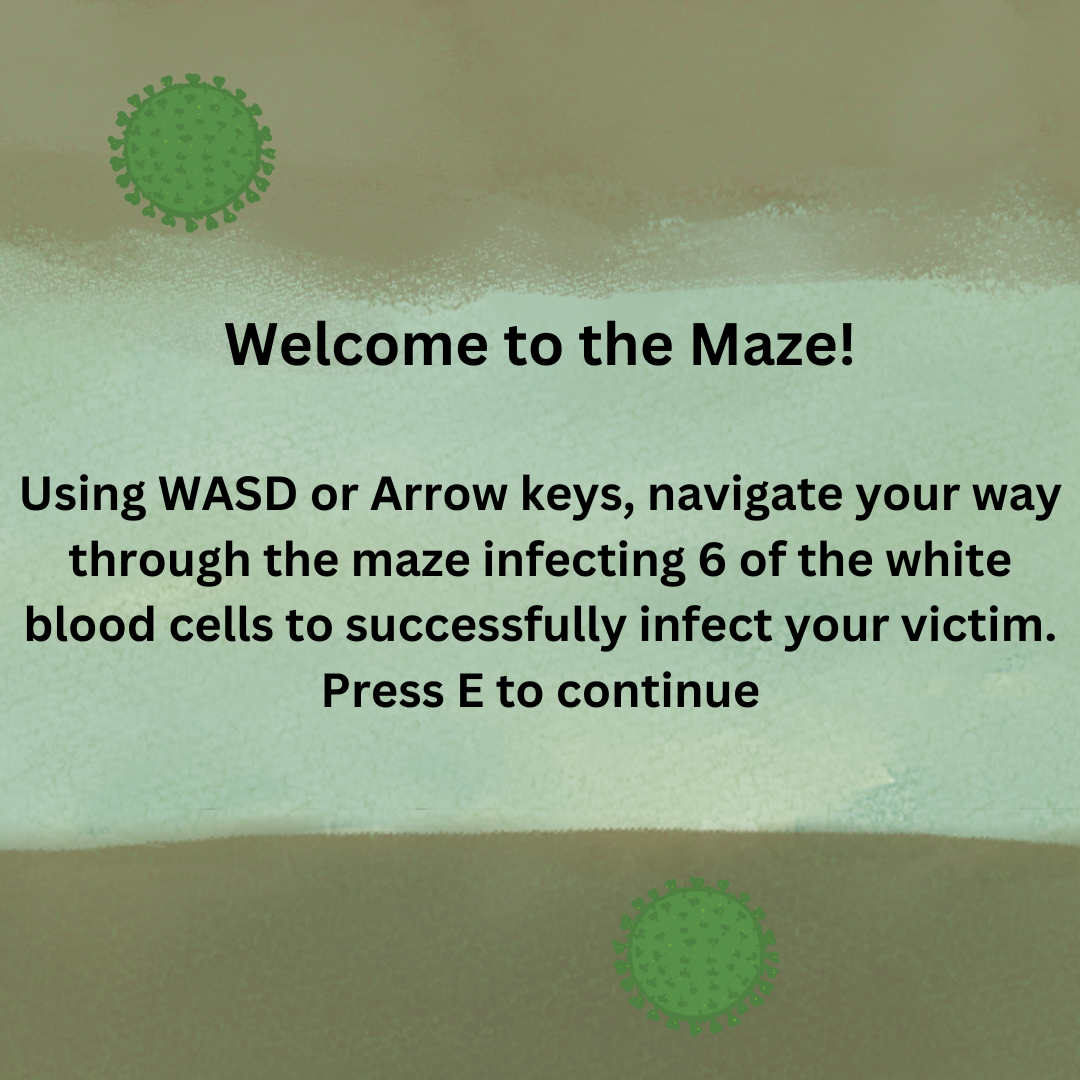 Welcome to the Maze!
Using WASD or Arrow keys, navigate your way
through the maze infecting 6 of the white
blood cells to successfully infect your victim.
Press E to continue